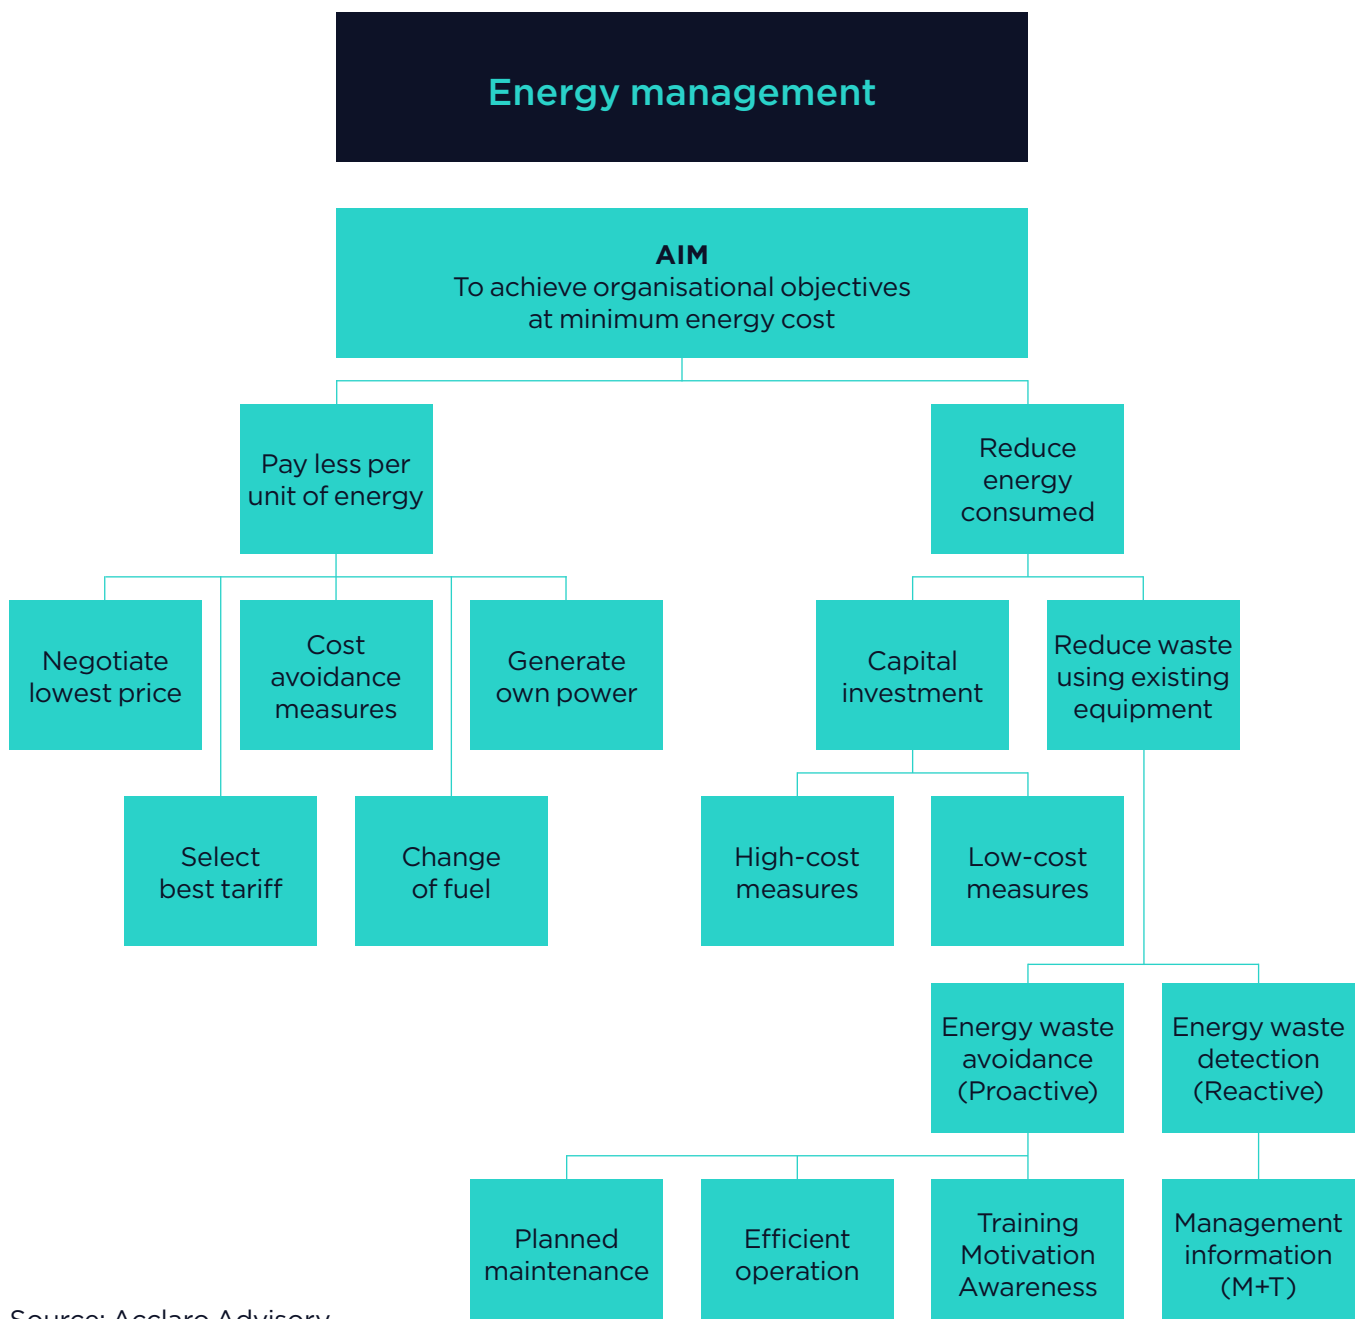 Energy management
AIM
To achieve organisational objectives
at minimum energy cost
Pay less per
unit of energy
Reduce
energy
consumed
Negotiate
lowest price
Cost
avoidance
measures
Generate
own power
Capital
investment
Reduce waste
using existing
equipment
Select
best tariff
Change
of fuel
High-cost
measures
Low-cost
measures
Energy waste
avoidance
(Proactive)
Energy waste
detection
(Reactive)
Planned
maintenance
Efficient
operation
Training
Motivation
Awareness
Management
information
(M+T)
Source: Acclaro Advisory